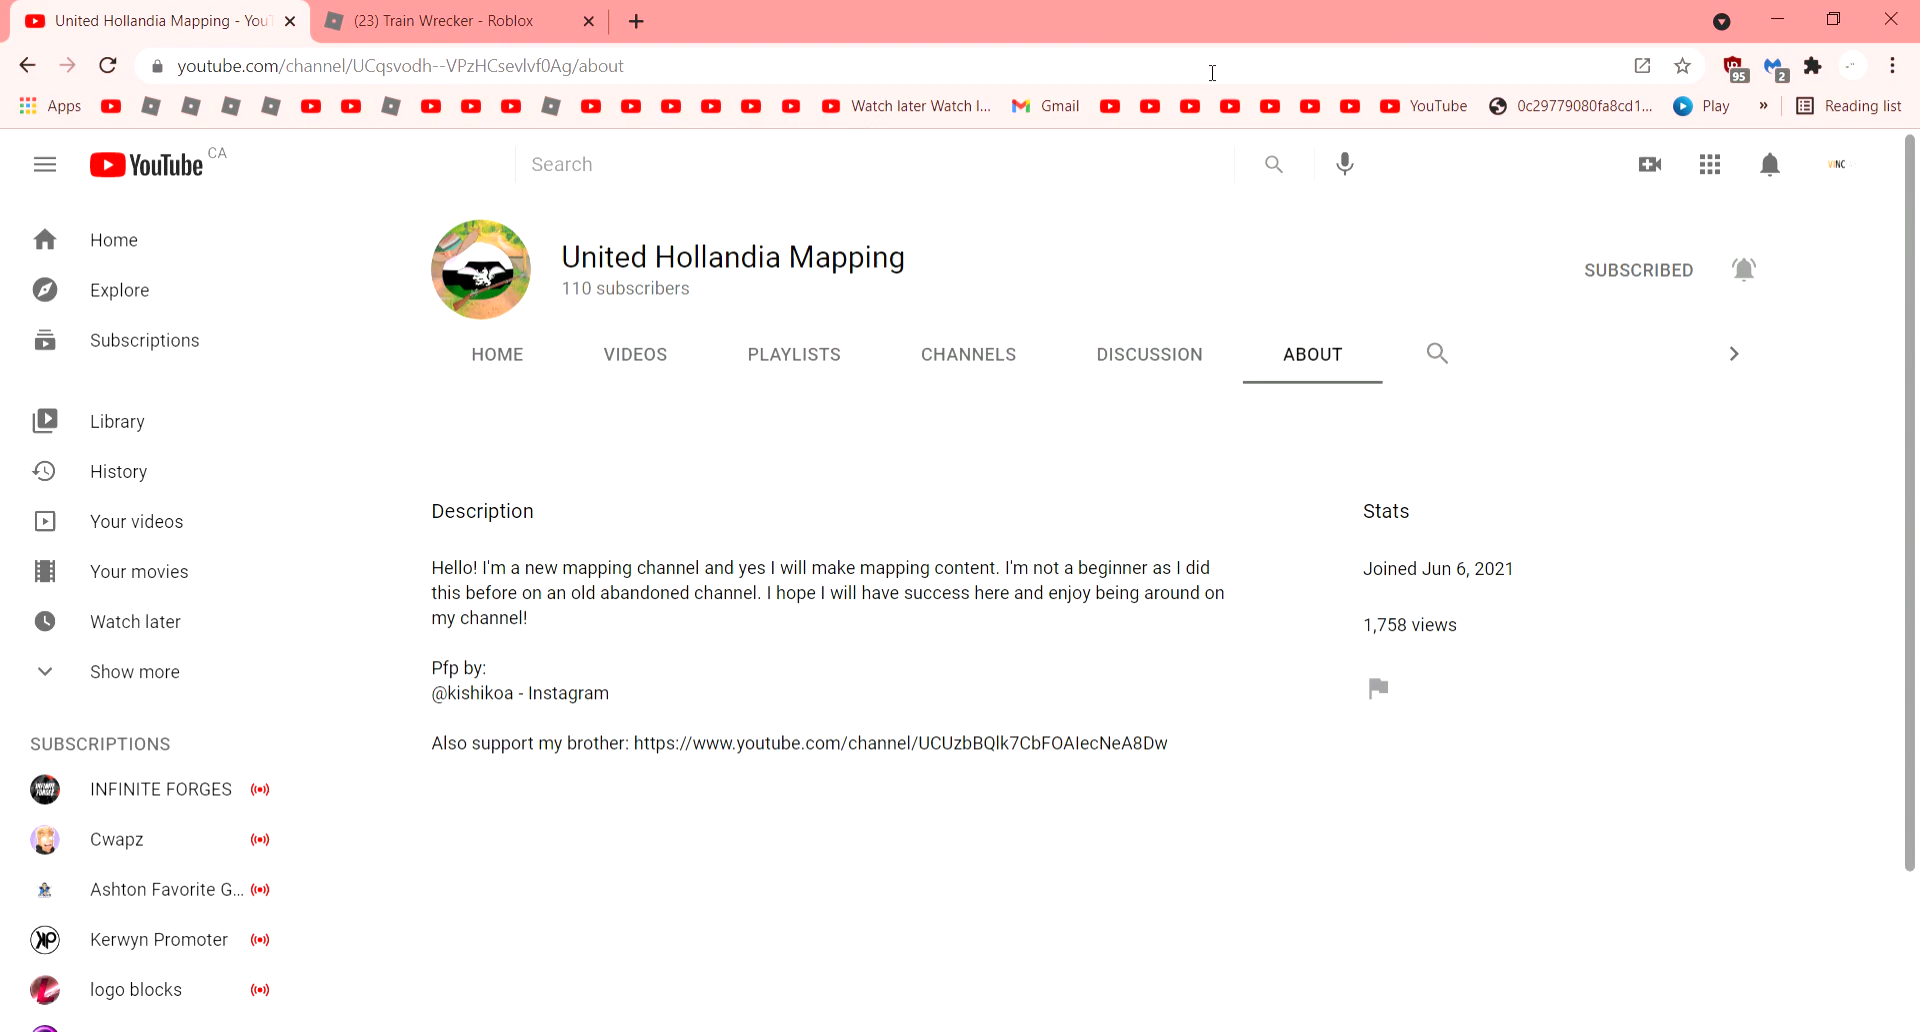 United Hollandia Mapping - YouT
(23) Train Wrecker - Roblox
youtube.com/channel/UCqsvodh--VPzHCsevlvf0Ag/about
95
2
Apps
Watch later Watch l...
Gmail
YouTube
0c29779080fa8cd1...
Play
»
Reading list
YouTube CA
Search
VINC
Home
Explore
Subscriptions
Library
History
Your videos
Your movies
Watch later
Show more
SUBSCRIPTIONS
INFINITE FORGES
Cwapz
Ashton Favorite G...
Kerwyn Promoter
logo blocks
United Hollandia Mapping
110 subscribers
SUBSCRIBED
HOME
VIDEOS
PLAYLISTS
CHANNELS
DISCUSSION
ABOUT
Description
Hello! I'm a new mapping channel and yes I will make mapping content. I'm not a beginner as I did
this before on an old abandoned channel. I hope I will have success here and enjoy being around on
my channel!
Pfp by:
@kishikoa - Instagram
Also support my brother: https://www.youtube.com/channel/UCUzbBQlk7CbFOAIecNeA8Dw
Stats
Joined Jun 6, 2021
1,758 views